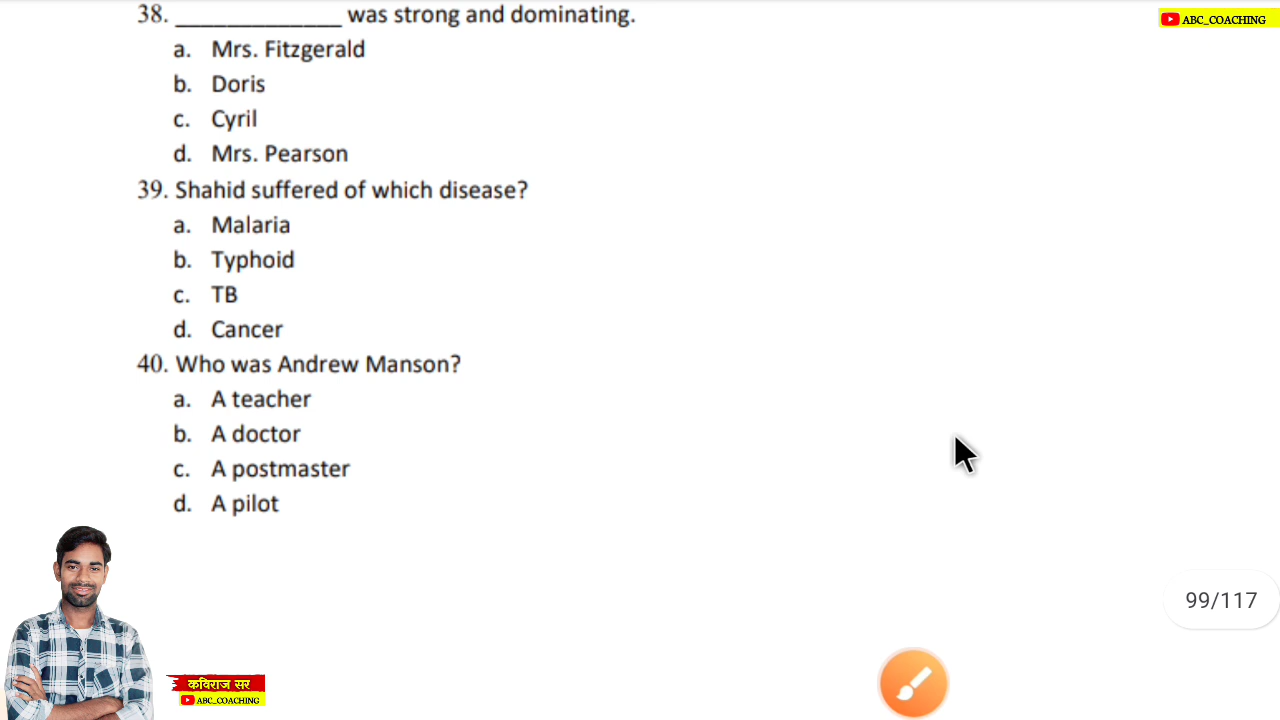 38. _____________ was strong and dominating.
ABC_COACHING
a. Mrs. Fitzgerald
b. Doris
c. Cyril
d. Mrs. Pearson
39. Shahid suffered of which disease?
a. Malaria
b. Typhoid
c. TB
d. Cancer
40. Who was Andrew Manson?
a. A teacher
b. A doctor
c. A postmaster
d. A pilot
99/117
कविराज सर
ABC_COACHING